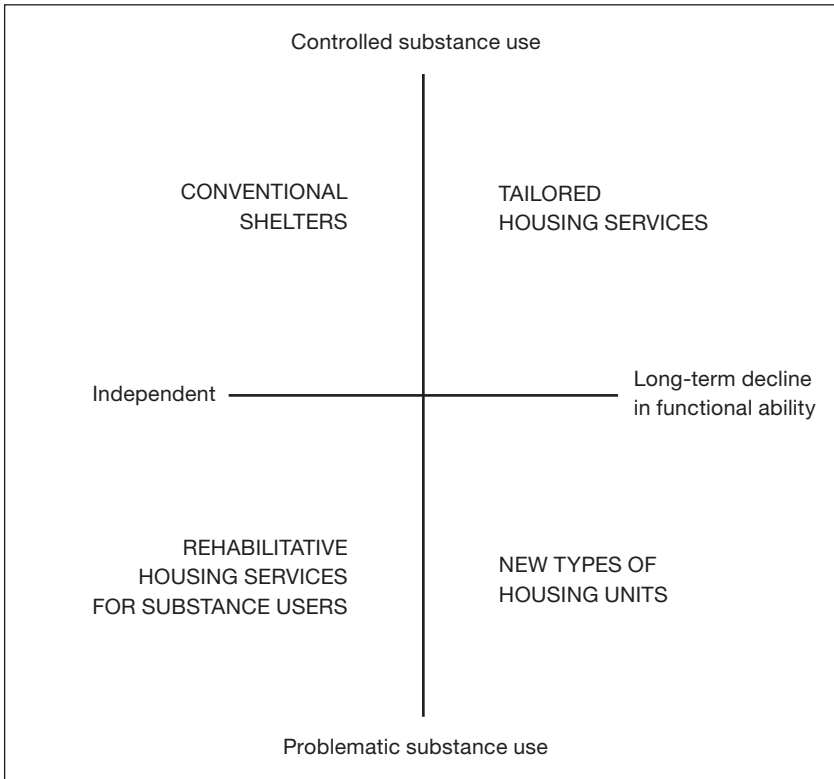 Controlled substance use
CONVENTIONAL
SHELTERS
TAILORED
HOUSING SERVICES
Independent
Long-term decline
in functional ability
REHABILITATIVE
HOUSING SERVICES
FOR SUBSTANCE USERS
NEW TYPES OF
HOUSING UNITS
Problematic substance use